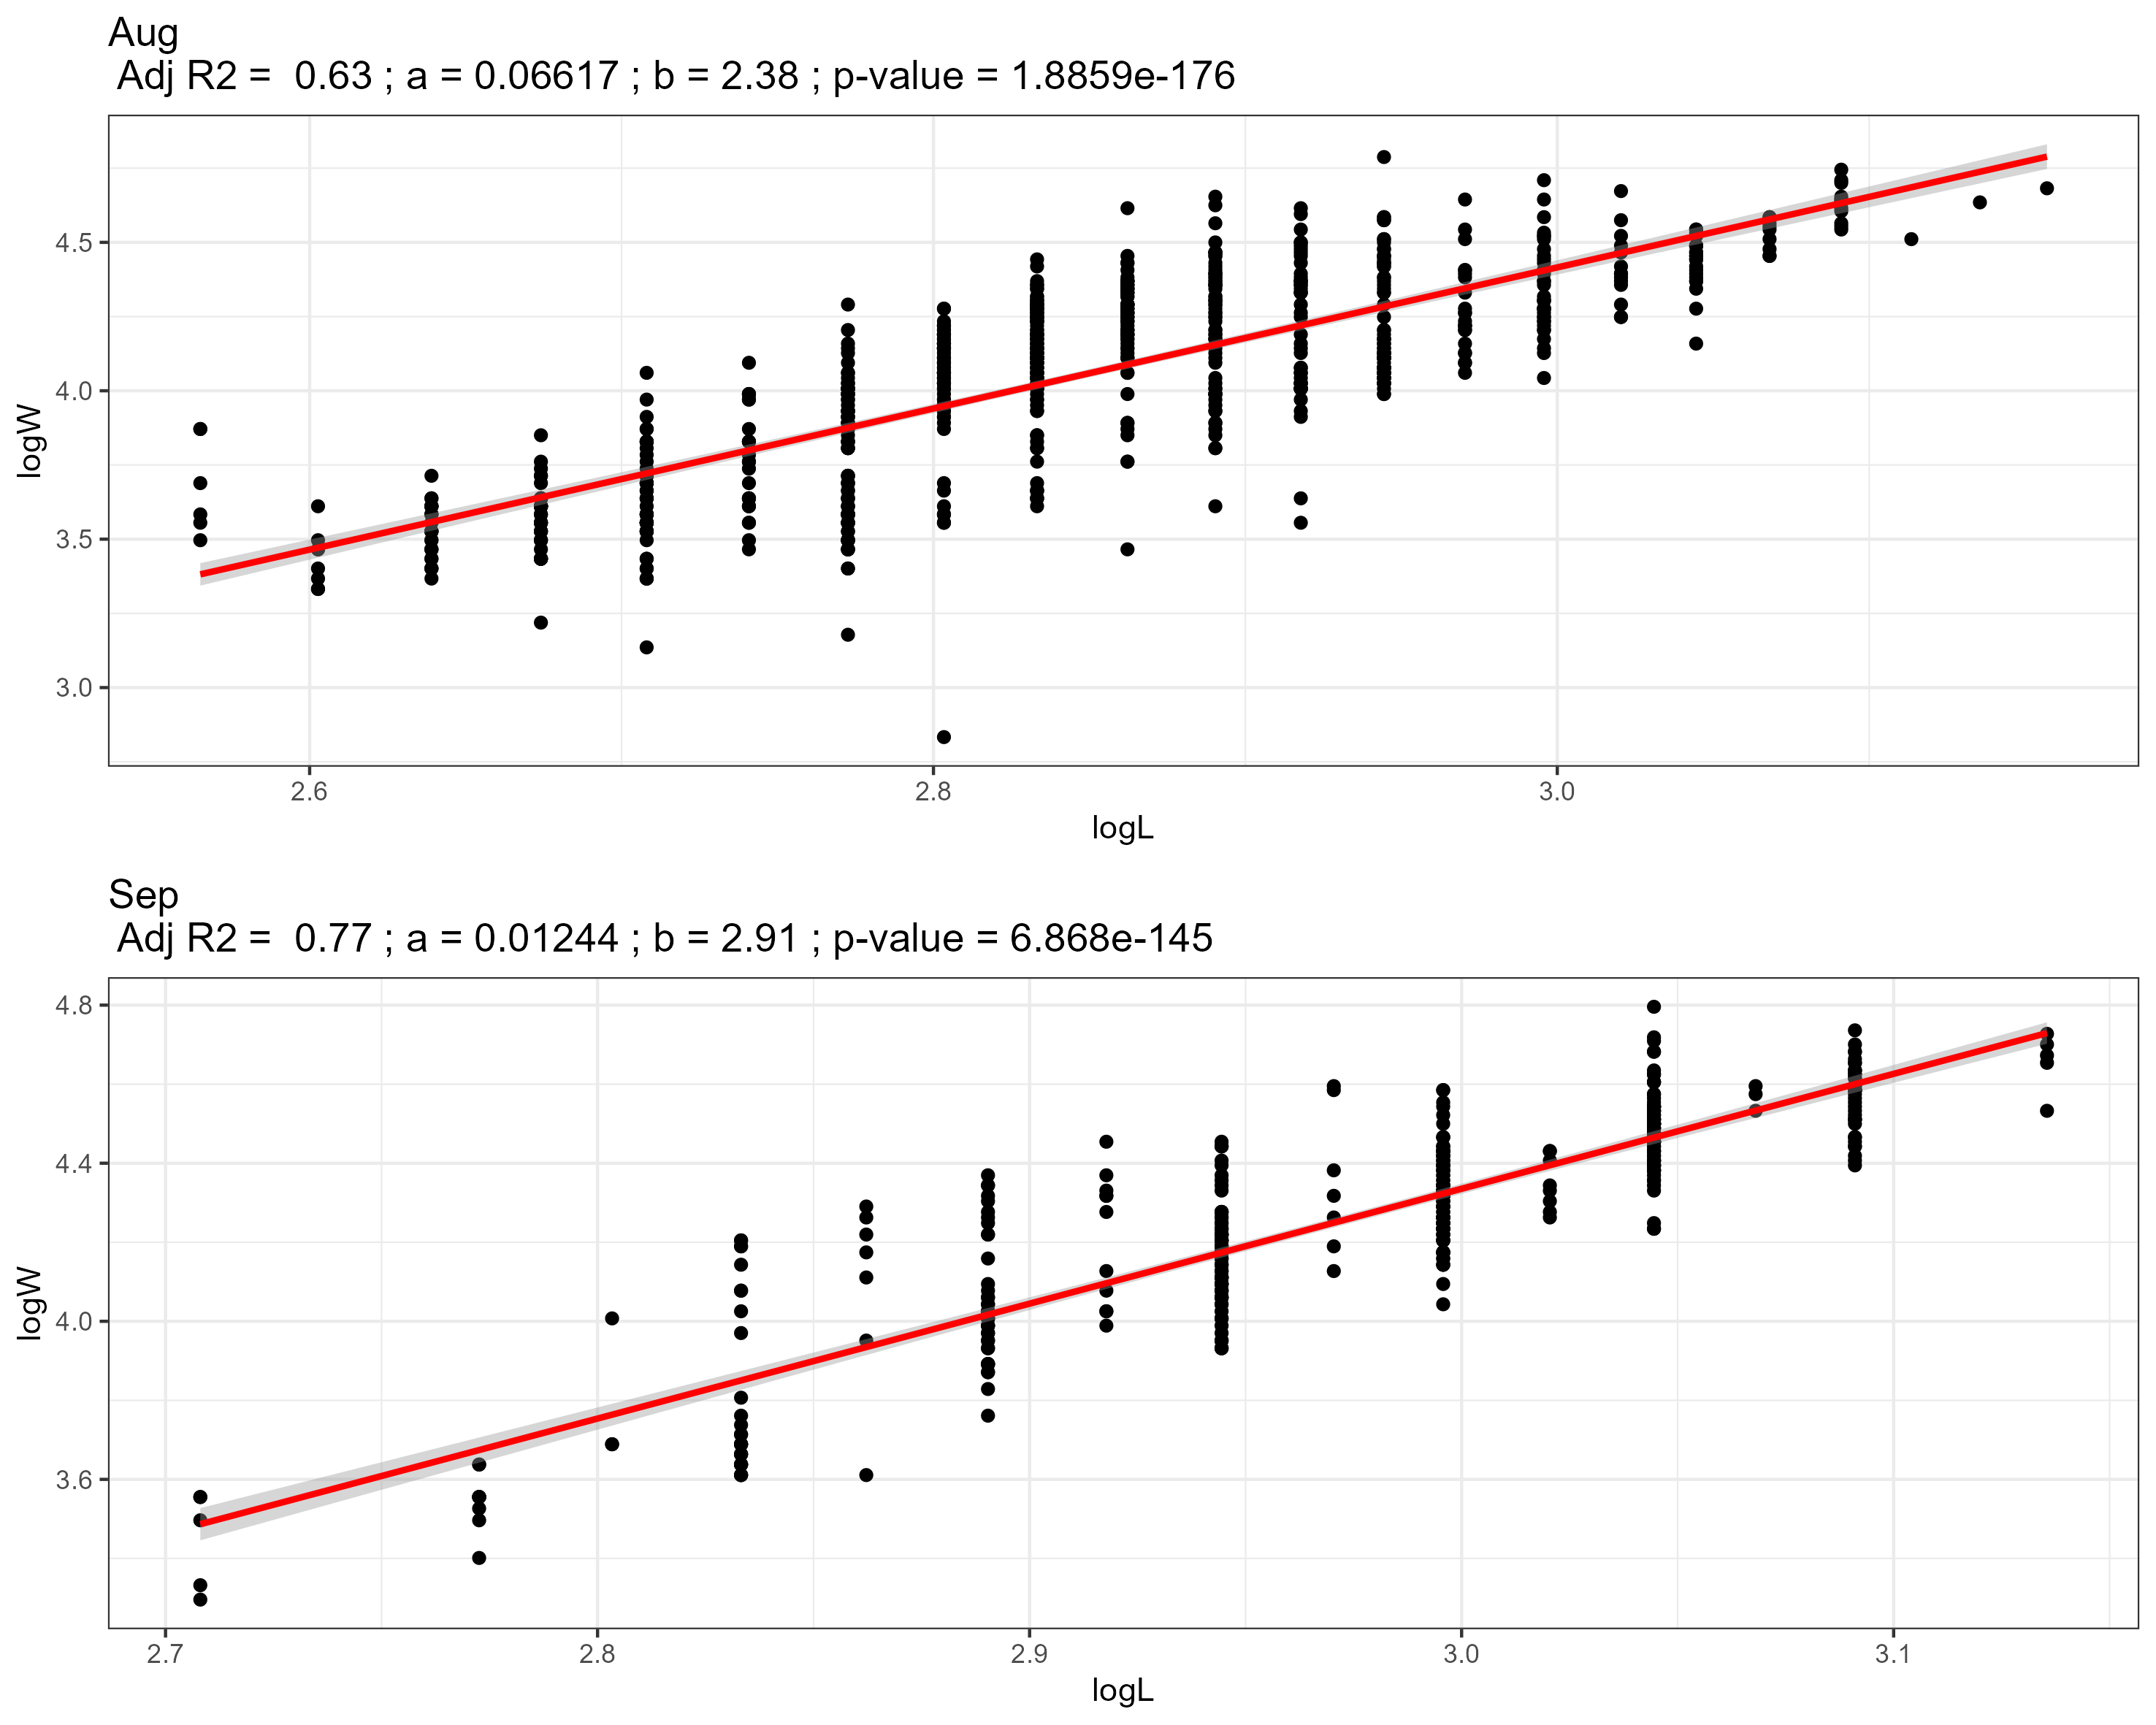 Aug
Adj R2 =  0.63 ; a = 0.06617 ; b = 2.38 ; p-value = 1.8859e-176
4.5
4.0
3.5
3.0
logW
2.6 2.8 3.0
logL
Sep
Adj R2 =  0.77 ; a = 0.01244 ; b = 2.91 ; p-value = 6.868e-145
4.8
4.4
4.0
3.6
logW
2.7 2.8 2.9 3.0 3.1
logL